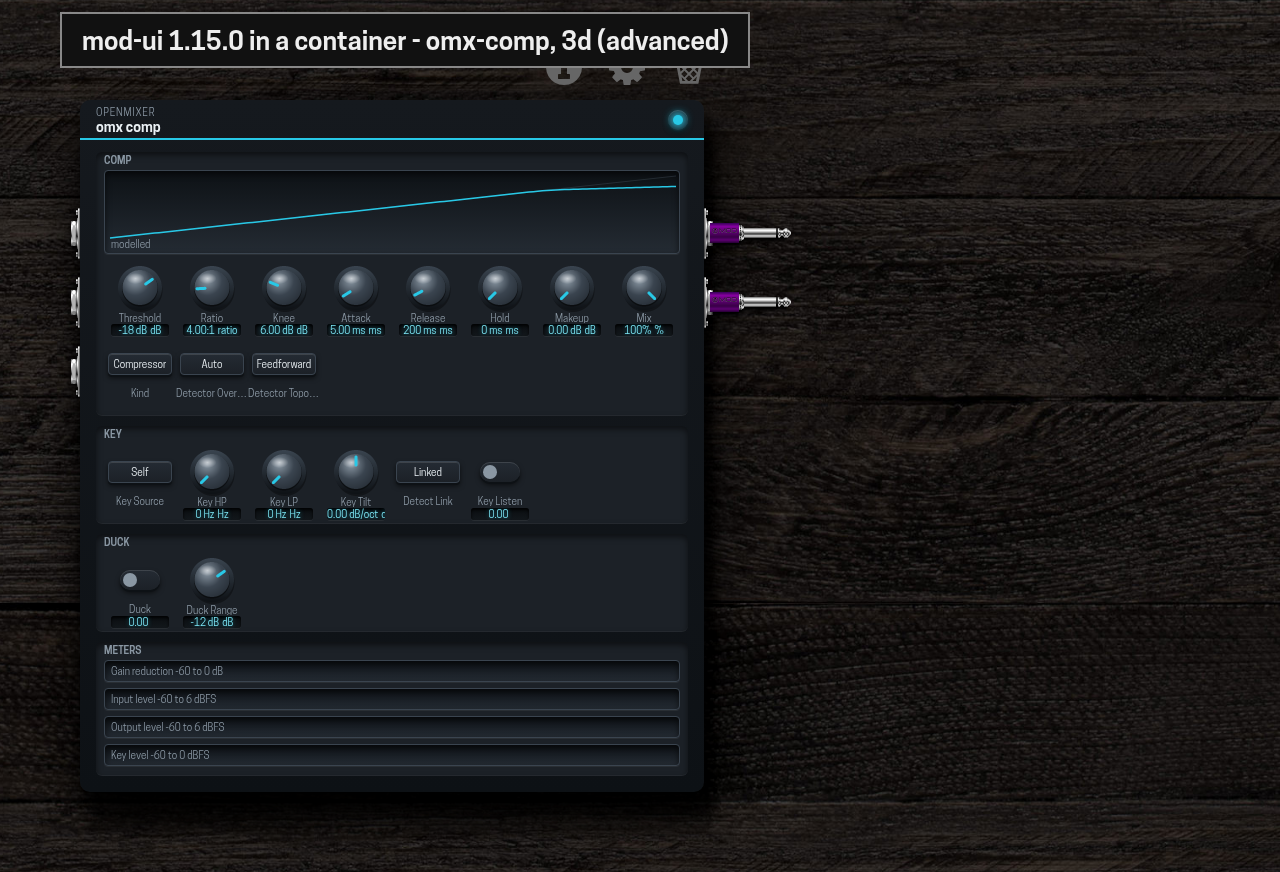 mod-ui 1.15.0 in a container - omx-comp, 3d (advanced)
OPENMIXER
omx comp
COMP
modelled
Threshold Ratio Knee Attack Release Hold Makeup Mix
-18 dB dB 4.00:1 ratio 6.00 dB dB 5.00 ms ms 200 ms ms 0 ms ms 0.00 dB dB 100% %
Compressor Auto Feedforward
Kind Detector Over... Detector Topo...
KEY
Self Linked
Key Source Key HP Key LP Key Tilt Detect Link Key Listen
0 Hz Hz 0 Hz Hz 0.00 dB/oct 0.00
DUCK
Duck Duck Range
0.00 -12 dB dB
METERS
Gain reduction -60 to 0 dB
Input level -60 to 6 dBFS
Output level -60 to 6 dBFS
Key level -60 to 0 dBFS